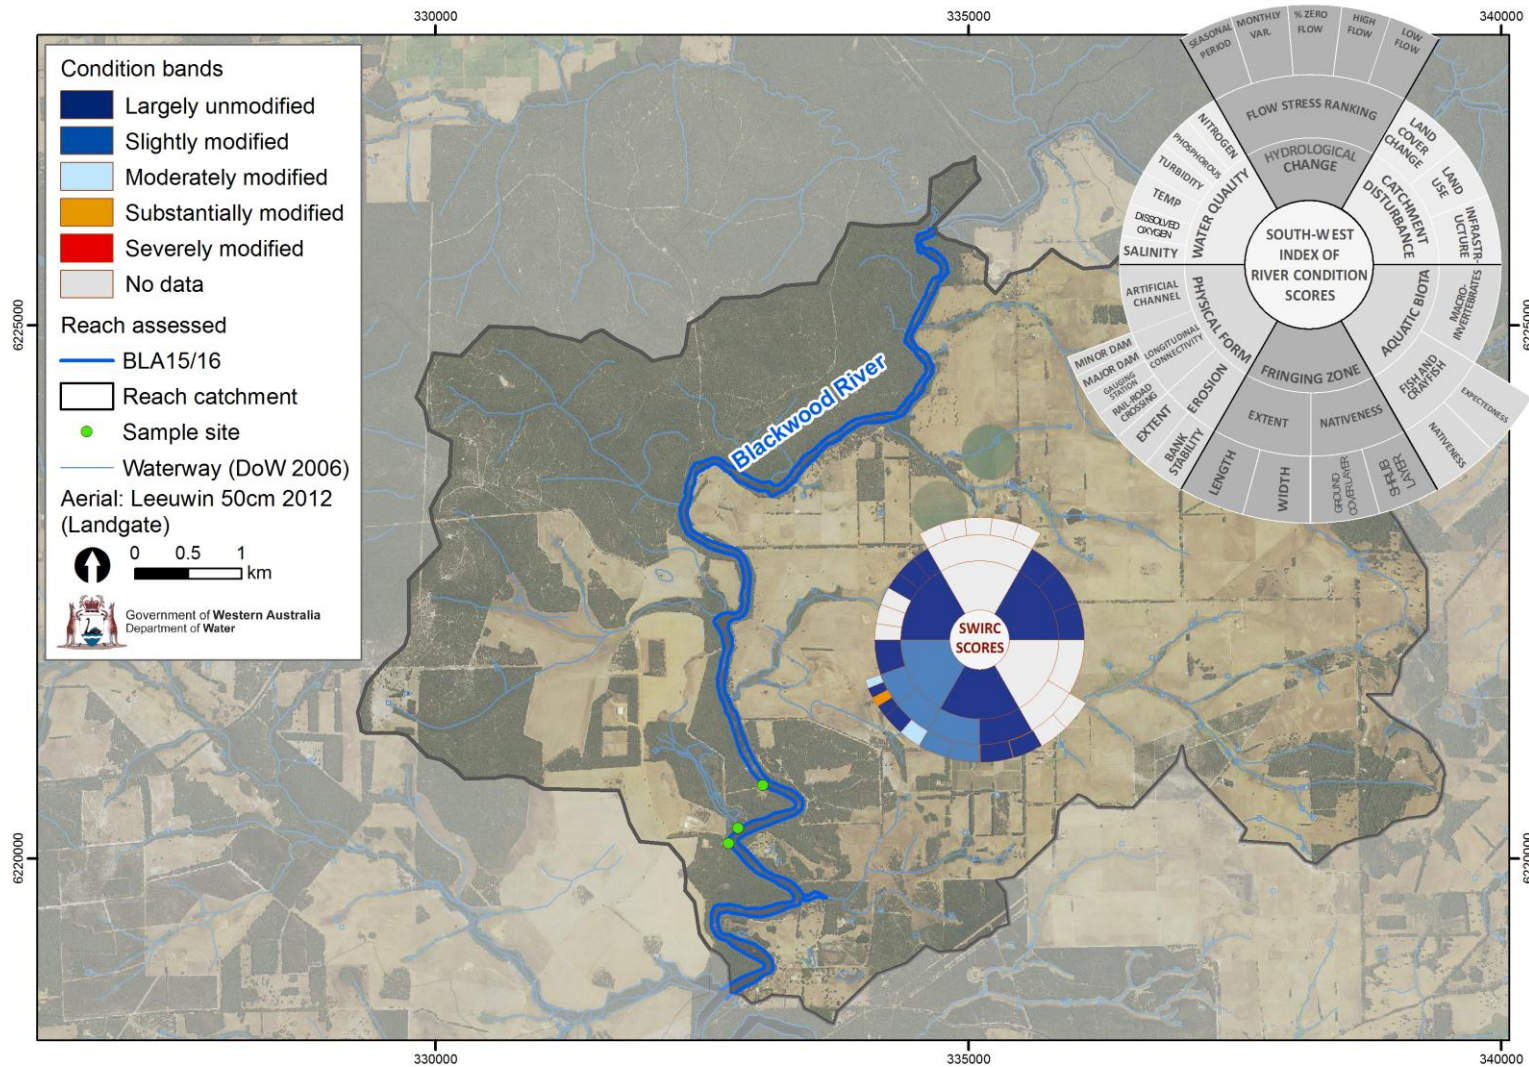 330000
335000
340000
Condition bands
Largely unmodified
Slightly modified
Moderately modified
Substantially modified
Severely modified
No data
Reach assessed
BLA15/16
Reach catchment
Sample site
Waterway (DoW 2006)
Aerial: Leeuwin 50cm 2012
(Landgate)
0 0.5 1
km
Government of Western Australia
Department of Water
6225000
6220000
Blackwood River
SWIRC
SCORES
SEASONAL
PERIOD
MONTHLY
VAR.
% ZERO
FLOW
HIGH
FLOW
LOW
FLOW
FLOW STRESS RANKING
HYDROLOGICAL
CHANGE
NITROGEN
PHOSPHOROUS
TURBIDITY
TEMP
DISSOLVED
OXYGEN
SALINITY
WATER QUALITY
LAND
COVER
CHANGE
LAND
USE
INFRASTR-
UCTURE
CATCHMENT
DISTURBANCE
SOUTH-WEST
INDEX OF
RIVER CONDITION
SCORES
ARTIFICIAL
CHANNEL
MINOR DAM
MAJOR DAM
GAUGING
STATION
RAIL-ROAD
CROSSING
LONGITUDINAL
CONNECTIVITY
EXTENT
BANK
STABILITY
EROSION
PHYSICAL FORM
FRINGING ZONE
EXTENT
NATIVENESS
LENGTH
WIDTH
GROUND
COVER LAYER
SHRUB
LAYER
AQUATIC BIOTA
MACRO-
INVERTEBRATES
FISH AND
CRAYFISH
EXPECTEDNESS
NATIVENESS
6225000
6220000
330000
335000
340000